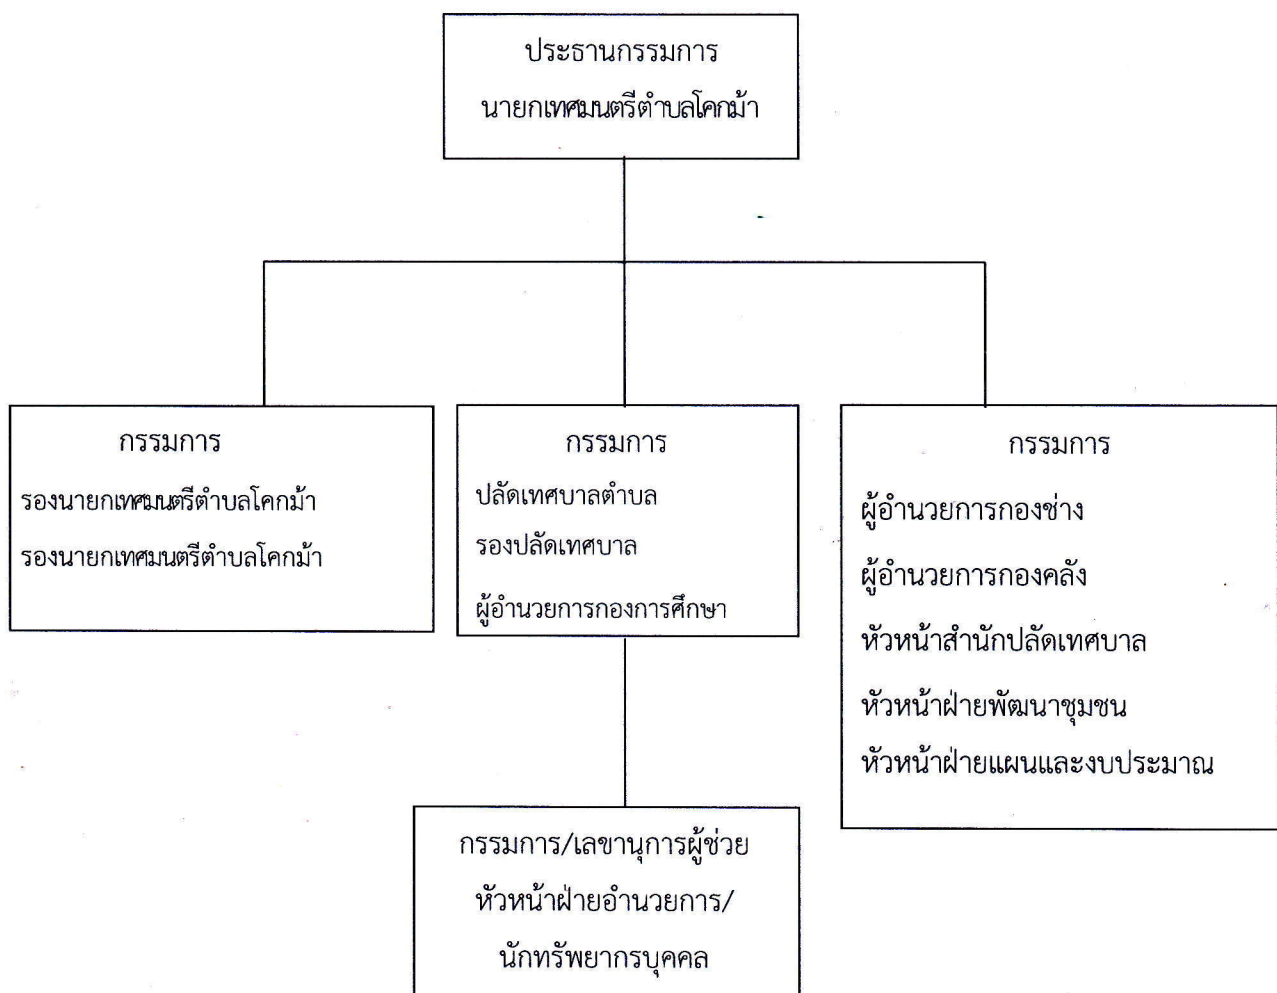 ประธานกรรมการ
นายกเทศมนตรีตำบลโคกม้า
กรรมการ
รองนายกเทศมนตรีตำบลโคกม้า
รองนายกเทศมนตรีตำบลโคกม้า
กรรมการ
ปลัดเทศบาลตำบล
รองปลัดเทศบาล
ผู้อำนวยการกองการศึกษา
กรรมการ
ผู้อำนวยการกองช่าง
ผู้อำนวยการกองคลัง
หัวหน้าสำนักปลัดเทศบาล
หัวหน้าฝ่ายพัฒนาชุมชน
หัวหน้าฝ่ายแผนและงบประมาณ
กรรมการ/เลขานุการผู้ช่วย
หัวหน้าฝ่ายอำนวยการ/
นักทรัพยากรบุคคล